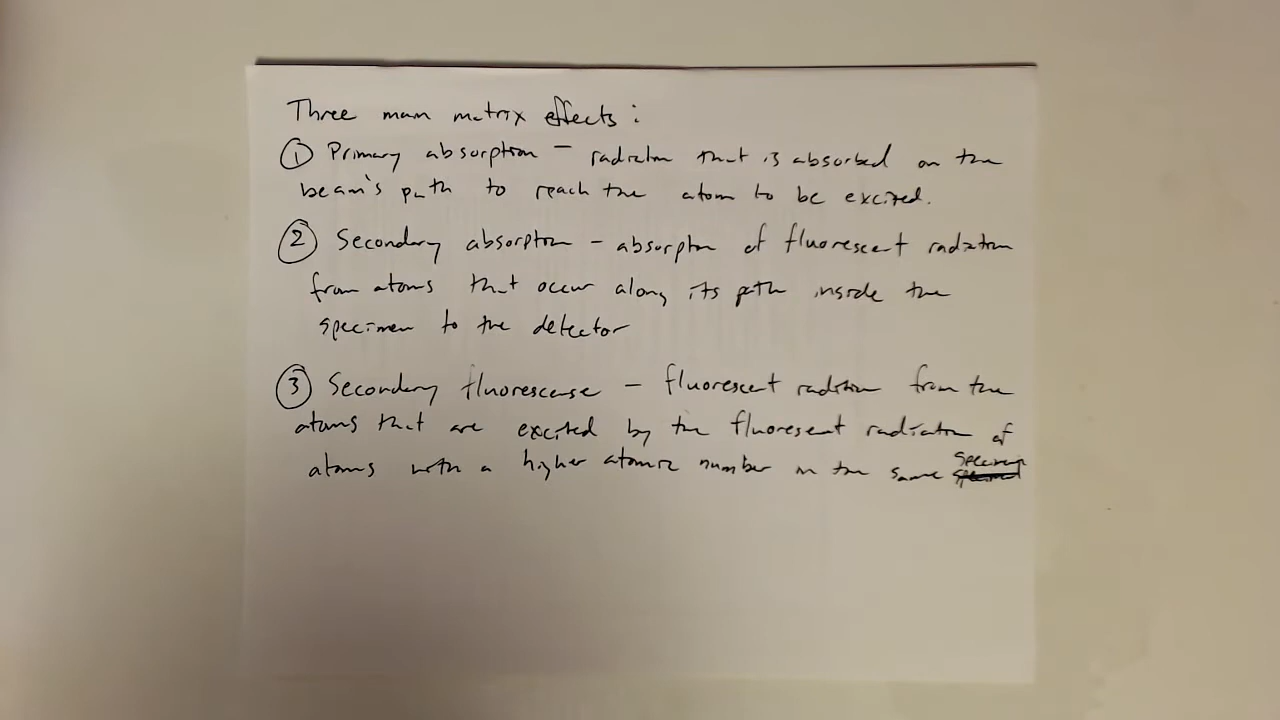 Three main matrix effects:
① Primary absorption - radiation that is absorbed on the
beam's path to reach the atom to be excited.
② Secondary absorption - absorption of fluorescent radiation
from atoms that occur along its path inside the
specimen to the detector
③ Secondary fluorescense - fluorescent radiation from the
atoms that are excited by the fluoresent radiation of
atoms with a higher atomic number in the same specimen